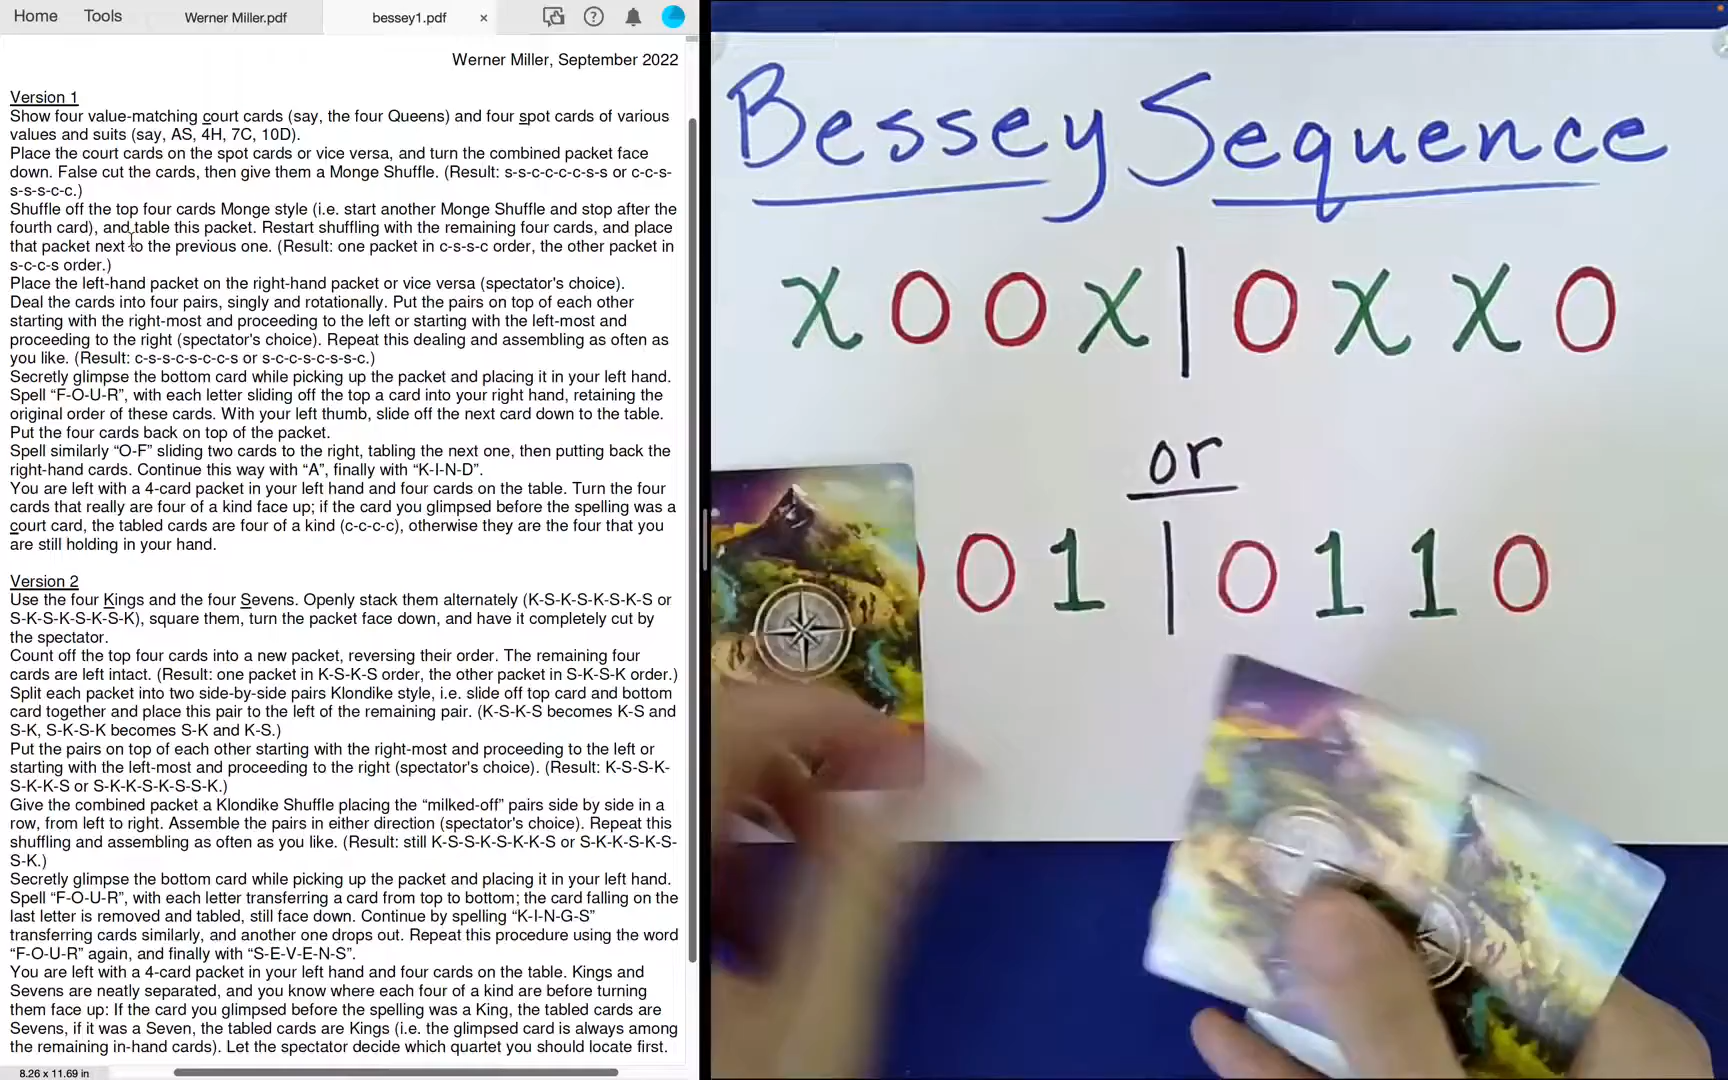 Home Tools Werner Miller.pdf bessey1.pdf × ?
Werner Miller, September 2022
Version 1
Show four value-matching court cards (say, the four Queens) and four spot cards of various
values and suits (say, AS, 4H, 7C, 10D).
Place the court cards on the spot cards or vice versa, and turn the combined packet face
down. False cut the cards, then give them a Monge Shuffle. (Result: s-s-c-c-c-c-s-s or c-c-s-
s-s-s-c-c.)
Shuffle off the top four cards Monge style (i.e. start another Monge Shuffle and stop after the
fourth card), and table this packet. Restart shuffling with the remaining four cards, and place
that packet next to the previous one. (Result: one packet in c-s-s-c order, the other packet in
s-c-c-s order.)
Place the left-hand packet on the right-hand packet or vice versa (spectator's choice).
Deal the cards into four pairs, singly and rotationally. Put the pairs on top of each other
starting with the right-most and proceeding to the left or starting with the left-most and
proceeding to the right (spectator's choice). Repeat this dealing and assembling as often as
you like. (Result: c-s-s-c-s-c-c-s or s-c-c-s-c-s-s-c.)
Secretly glimpse the bottom card while picking up the packet and placing it in your left hand.
Spell “F-O-U-R”, with each letter sliding off the top a card into your right hand, retaining the
original order of these cards. With your left thumb, slide off the next card down to the table.
Put the four cards back on top of the packet.
Spell similarly “O-F” sliding two cards to the right, tabling the next one, then putting back the
right-hand cards. Continue this way with “A”, finally with “K-I-N-D”.
You are left with a 4-card packet in your left hand and four cards on the table. Turn the four
cards that really are four of a kind face up; if the card you glimpsed before the spelling was a
court card, the tabled cards are four of a kind (c-c-c-c), otherwise they are the four that you
are still holding in your hand.
Version 2
Use the four Kings and the four Sevens. Openly stack them alternately (K-S-K-S-K-S-K-S or
S-K-S-K-S-K-S-K), square them, turn the packet face down, and have it completely cut by
the spectator.
Count off the top four cards into a new packet, reversing their order. The remaining four
cards are left intact. (Result: one packet in K-S-K-S order, the other packet in S-K-S-K order.)
Split each packet into two side-by-side pairs Klondike style, i.e. slide off top card and bottom
card together and place this pair to the left of the remaining pair. (K-S-K-S becomes K-S and
S-K, S-K-S-K becomes S-K and K-S.)
Put the pairs on top of each other starting with the right-most and proceeding to the left or
starting with the left-most and proceeding to the right (spectator's choice). (Result: K-S-S-K-
S-K-K-S or S-K-K-S-K-S-S-K.)
Give the combined packet a Klondike Shuffle placing the “milked-off” pairs side by side in a
row, from left to right. Assemble the pairs in either direction (spectator's choice). Repeat this
shuffling and assembling as often as you like. (Result: still K-S-S-K-S-K-K-S or S-K-K-S-K-S-
S-K.)
Secretly glimpse the bottom card while picking up the packet and placing it in your left hand.
Spell “F-O-U-R”, with each letter transferring a card from top to bottom; the card falling on the
last letter is removed and tabled, still face down. Continue by spelling “K-I-N-G-S”
transferring cards similarly, and another one drops out. Repeat this procedure using the word
“F-O-U-R” again, and finally with “S-E-V-E-N-S”.
You are left with a 4-card packet in your left hand and four cards on the table. Kings and
Sevens are neatly separated, and you know where each four of a kind are before turning
them face up: If the card you glimpsed before the spelling was a King, the tabled cards are
Sevens, if it was a Seven, the tabled cards are Kings (i.e. the glimpsed card is always among
the remaining in-hand cards). Let the spectator decide which quartet you should locate first.
8.26 x 11.69 in
Bessey Sequence
X O O X | O X X O
or
0 1 | 0 1 1 0